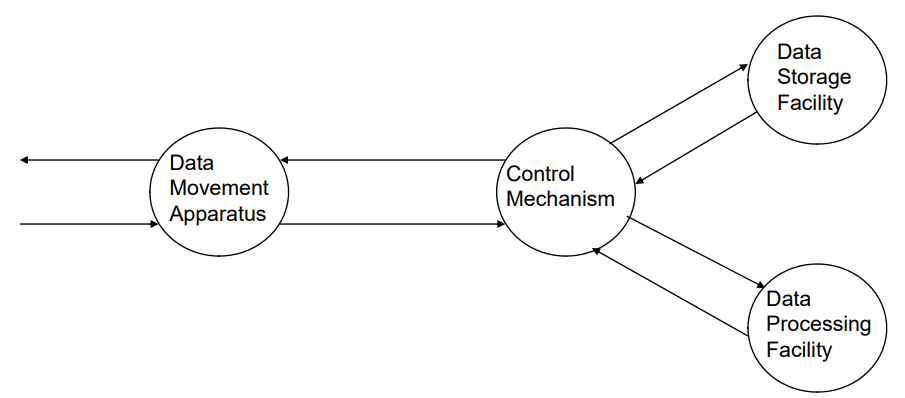 Data
Movement
Apparatus
Control
Mechanism
Data
Storage
Facility
Data
Processing
Facility